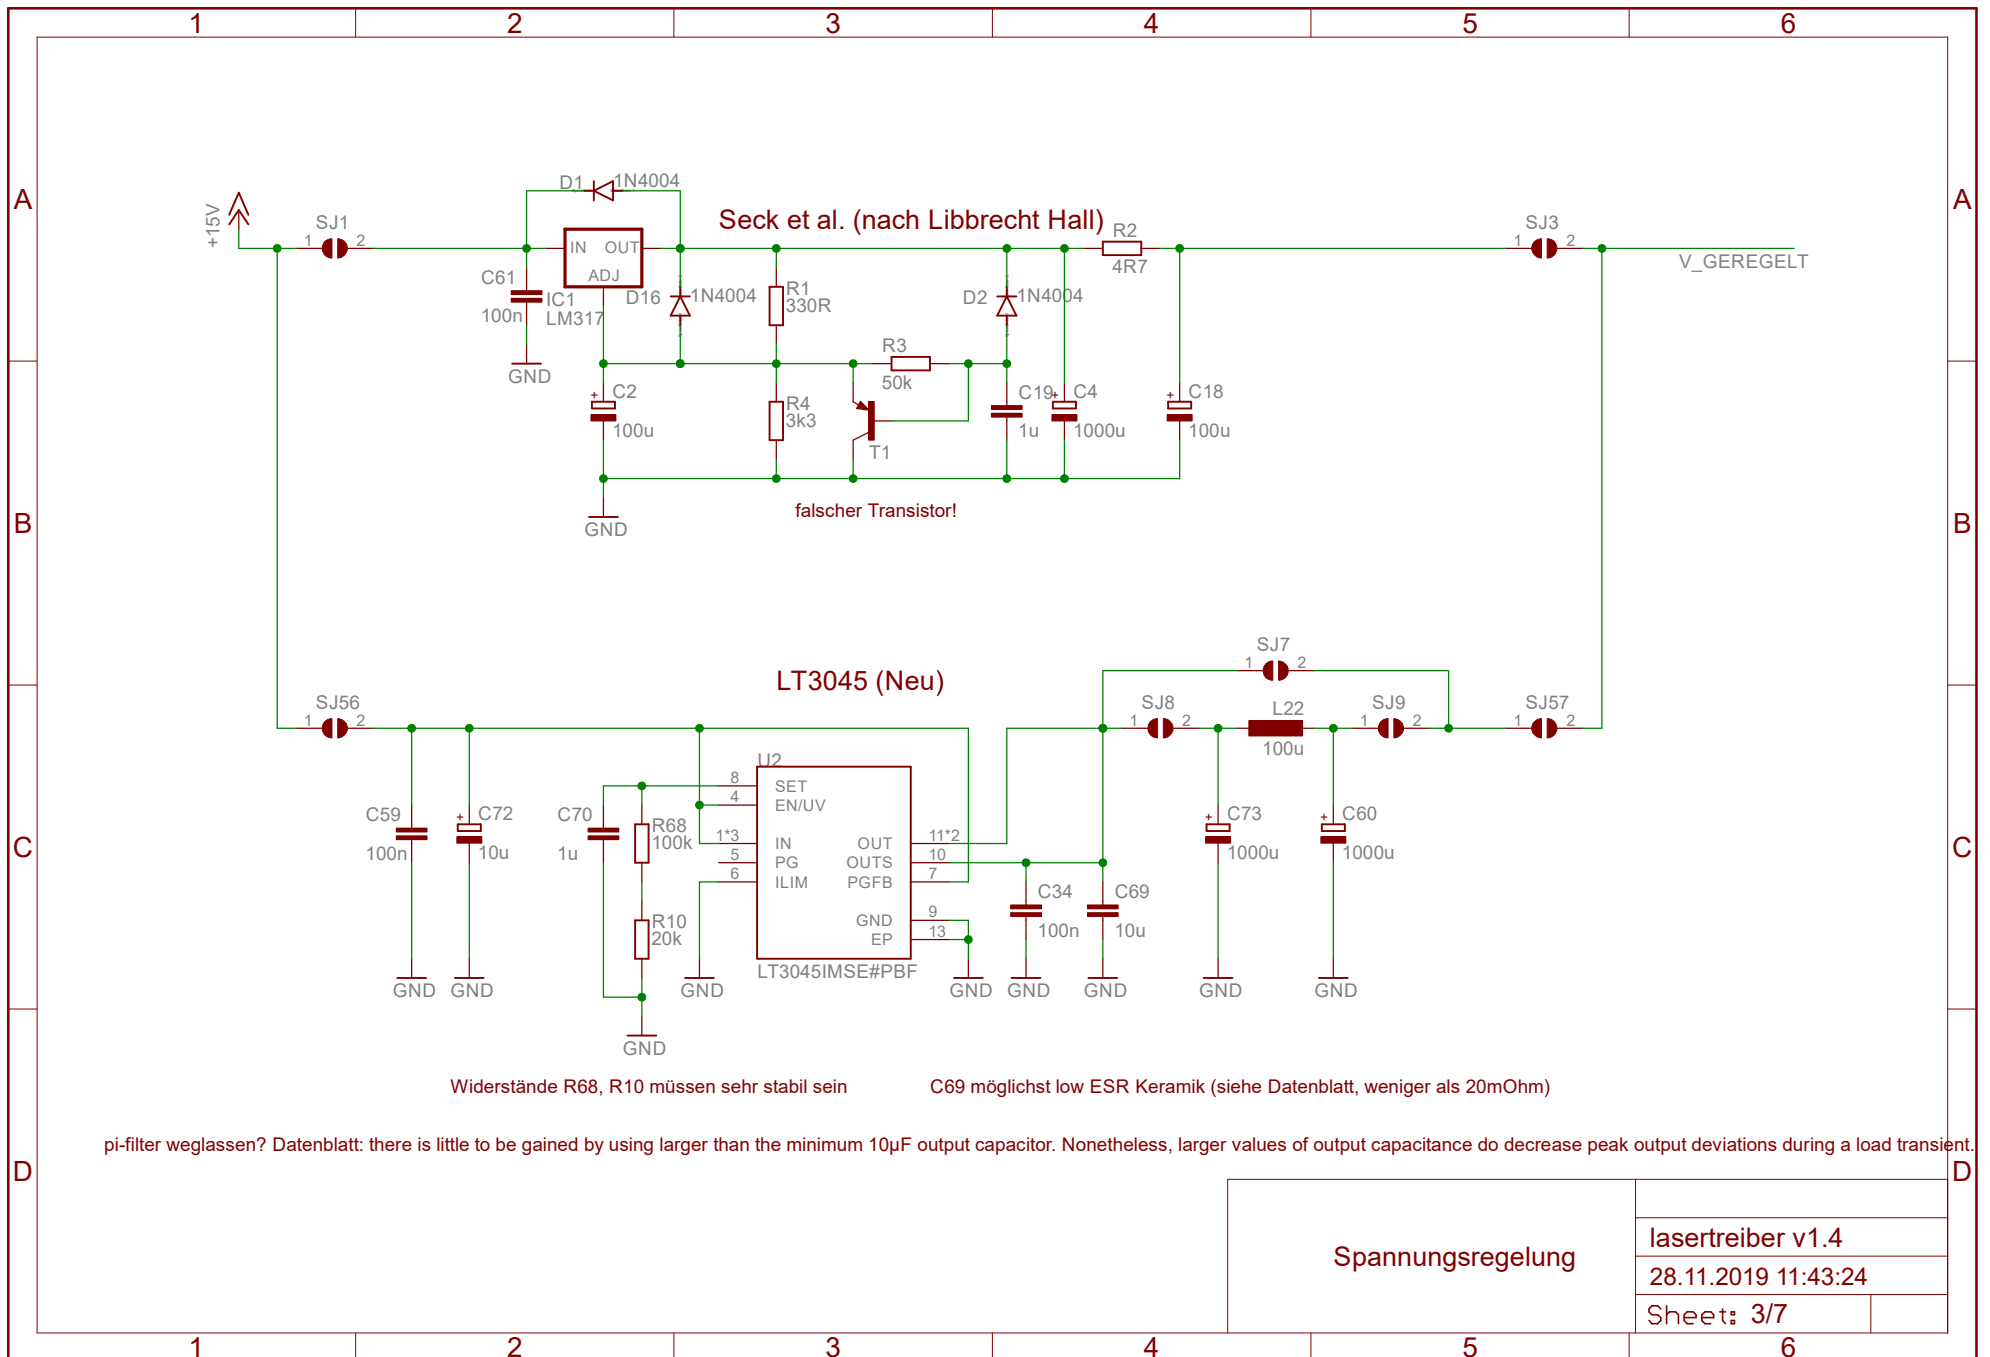 1 2 3 4 5 6
A A
+15V
SJ1
1 2
D1 1N4004
IN OUT
ADJ
IC1
LM317
C61
100n
GND
D16 1N4004
Seck et al. (nach Libbrecht Hall)
R1
330R
D2 1N4004
R2
4R7
SJ3
1 2
V_GEREGELT
R3
50k
C2
100u
R4
3k3
T1
C19
1u
C4
1000u
C18
100u
GND
falscher Transistor!
B B
LT3045 (Neu)
SJ7
1 2
SJ56
1 2
SJ8
1 2
L22
100u
SJ9
1 2
SJ57
1 2
C C
C59
100n
C72
10u
C70
1u
R68
100k
R10
20k
U2
8 SET
4 EN/UV
1*3 IN
5 PG
6 ILIM
OUT 11*2
OUTS 10
PGFB 7
GND 9
EP 13
LT3045IMSE#PBF
C34
100n
C69
10u
C73
1000u
C60
1000u
GND GND GND GND GND GND GND GND
GND
Widerstände R68, R10 müssen sehr stabil sein
C69 möglichst low ESR Keramik (siehe Datenblatt, weniger als 20mOhm)
pi-filter weglassen? Datenblatt: there is little to be gained by using larger than the minimum 10µF output capacitor. Nonetheless, larger values of output capacitance do decrease peak output deviations during a load transient.
D D
Spannungsregelung
lasertreiber v1.4
28.11.2019 11:43:24
Sheet: 3/7
1 2 3 4 5 6